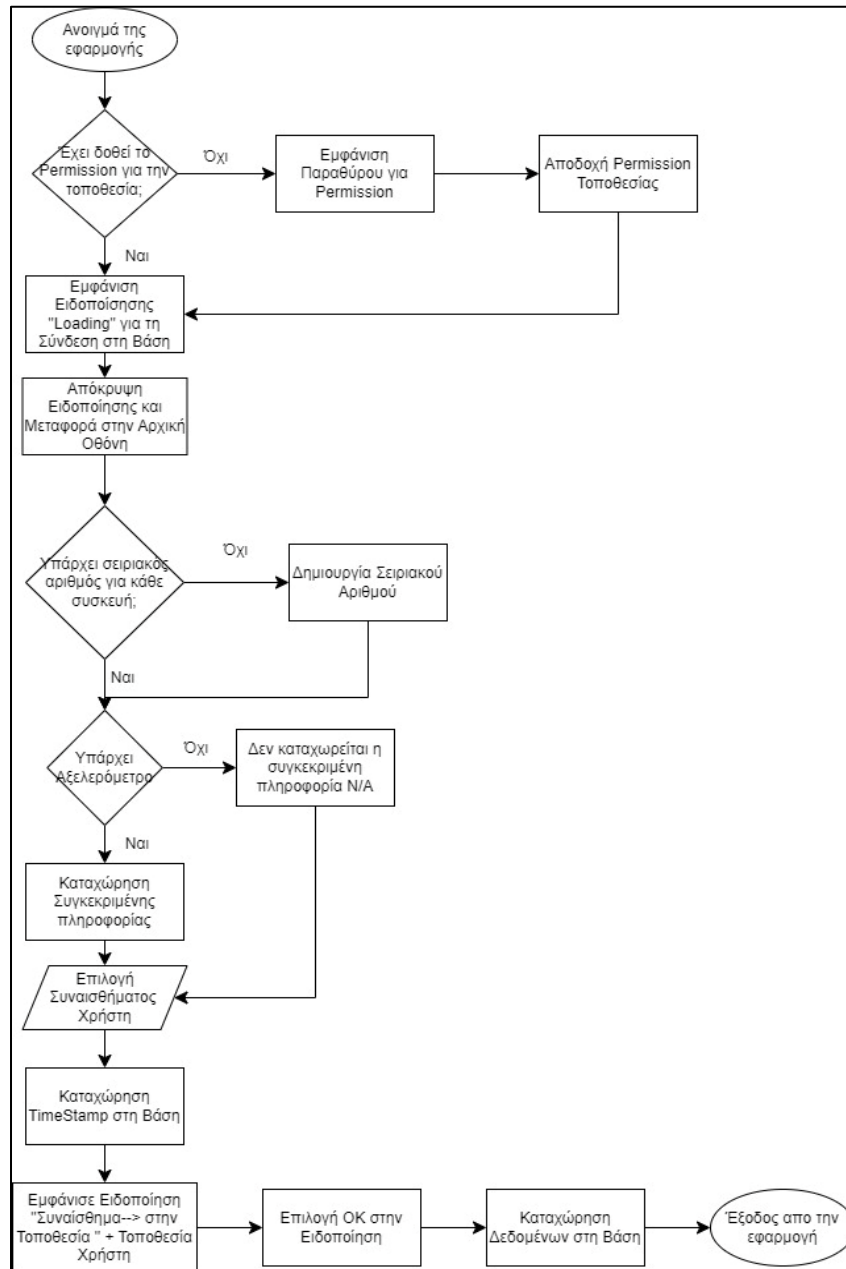 Ανοιγμά της
εφαρμογής
Έχει δοθεί το
Permission για την
τοποθεσία;
Όχι
Εμφάνιση
Παραθύρου για
Permission
Αποδοχή Permission
Τοποθεσίας
Ναι
Εμφάνιση
Ειδοποίσησης
"Loading" για τη
Σύνδεση στη Βάση
Απόκρυψη
Ειδοποίησης και
Μεταφορά στην Αρχική
Οθόνη
Υπάρχει σειριακός
αριθμός για κάθε
συσκευή;
Όχι
Δημιουργία Σειριακού
Αριθμού
Ναι
Υπάρχει
Αξελερόμετρο
Όχι
Δεν καταχωρείται η
συγκεκριμένη
πληροφορία N/A
Ναι
Καταχώρηση
Συγκεκριμένης
πληροφορίας
Επιλογή
Συναισθήματος
Χρήστη
Καταχώρηση
TimeStamp στη Βάση
Εμφάνισε Ειδοποίηση
"Συναίσθημα--> στην
Τοποθεσία " + Τοποθεσία
Χρήστη
Επιλογή ΟΚ στην
Ειδοποίηση
Καταχώρηση
Δεδομένων στη Βάση
Έξοδος απο την
εφαρμογή